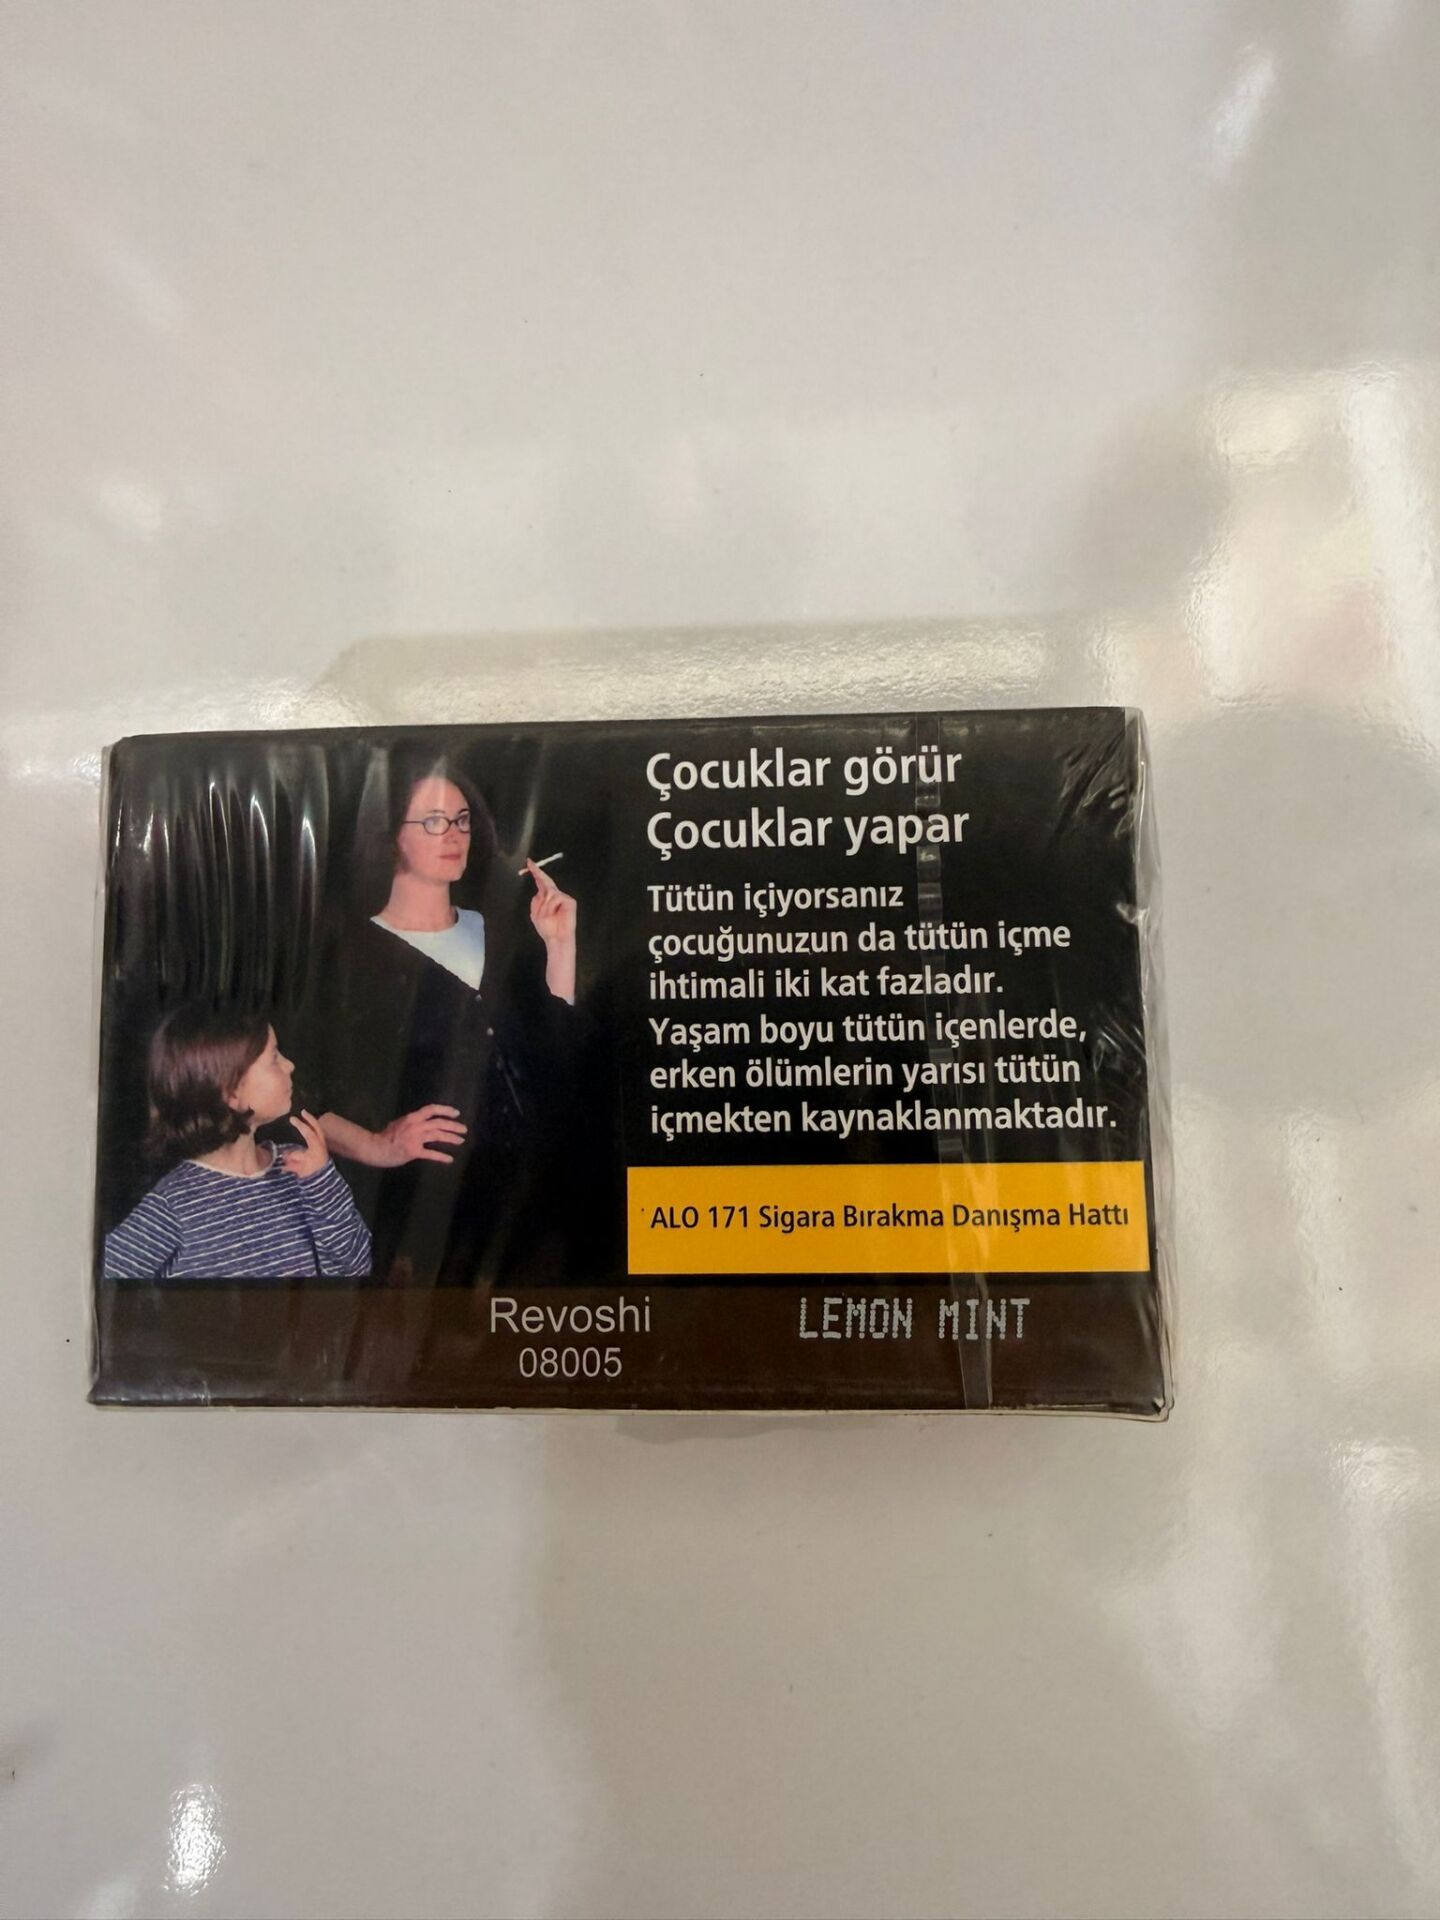 Çocuklar görür
Çocuklar yapar
Tütün içiyorsanız
çocuğunuzun da tütün içme
ihtimali iki kat fazladır.
Yaşam boyu tütün içenlerde,
erken ölümlerin yarısı tütün
içmekten kaynaklanmaktadır.
ALO 171 Sigara Bırakma Danışma Hattı
Revoshi
08005
LEMON MINT